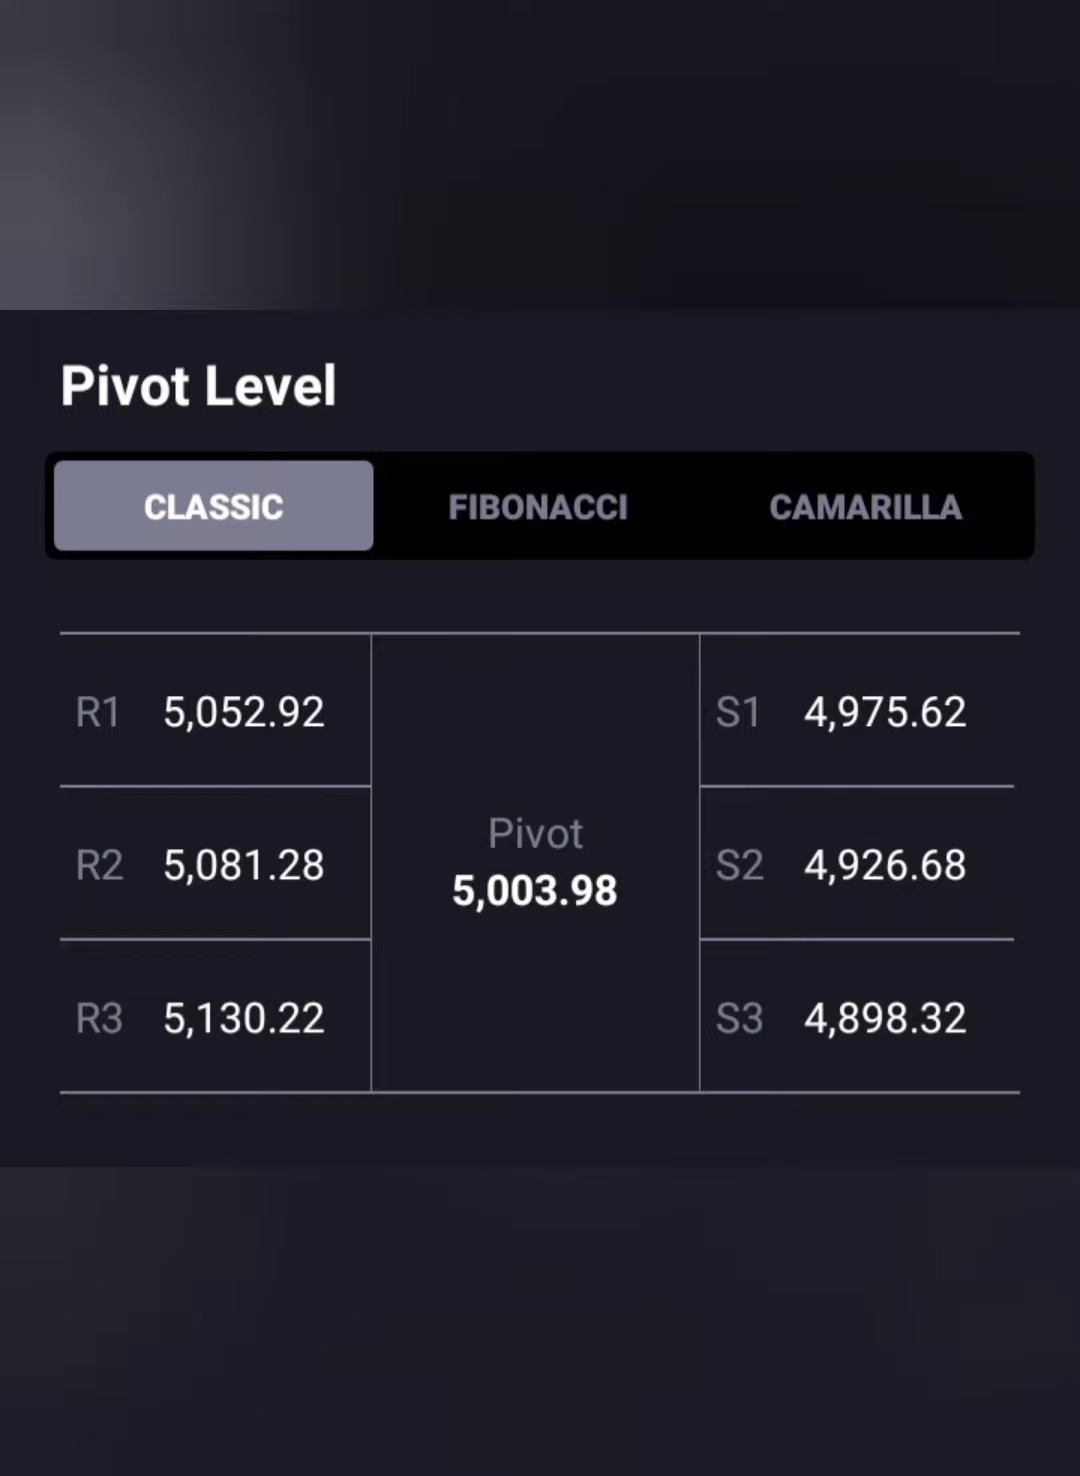 Pivot Level
CLASSIC FIBONACCI CAMARILLA
R1 5,052.92 S1 4,975.62
Pivot
R2 5,081.28 5,003.98 S2 4,926.68
R3 5,130.22 S3 4,898.32